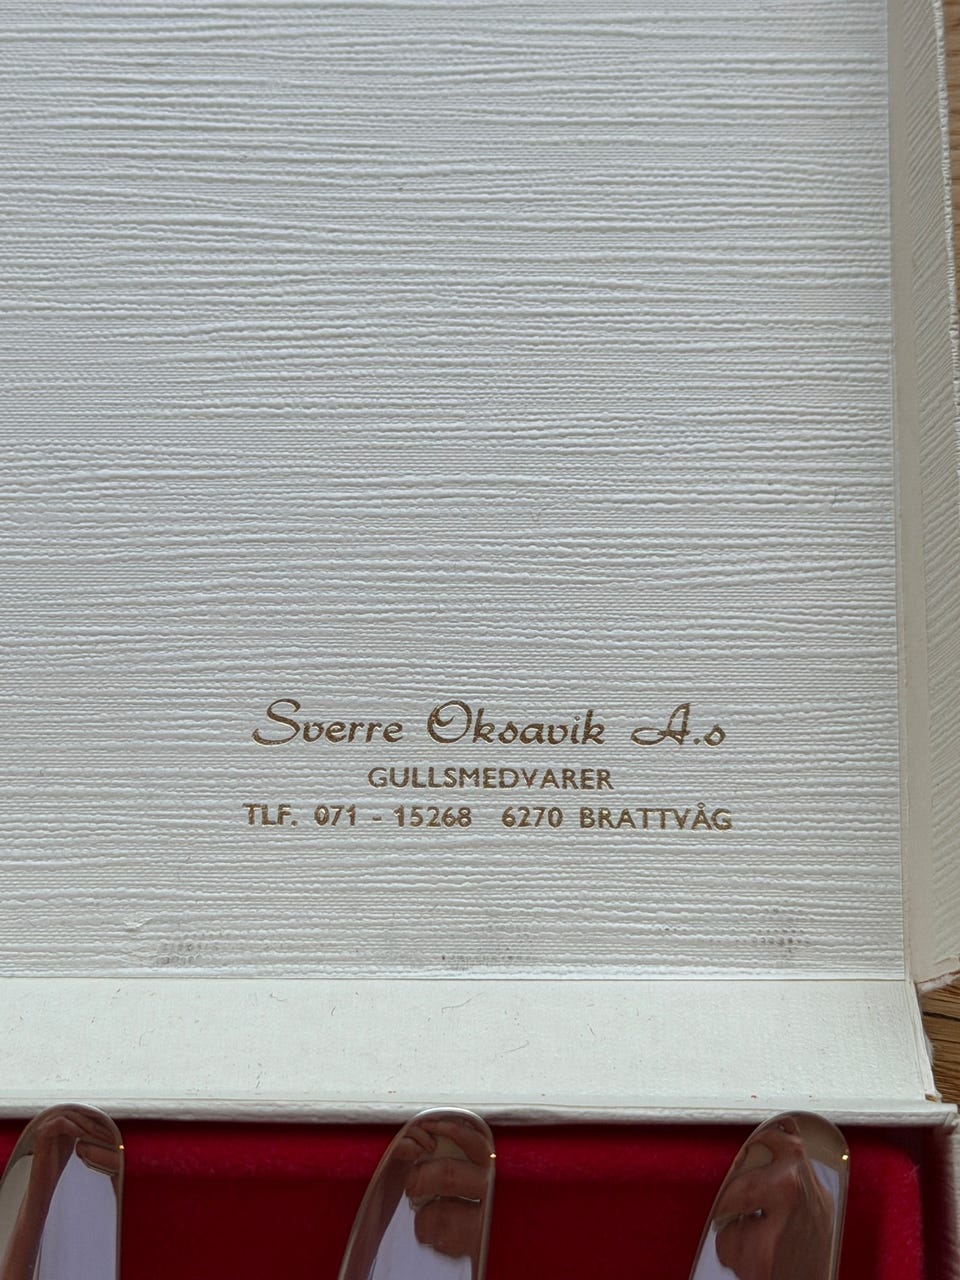 Sverre Oksavik A.s
GULLSMEDVARER
TLF. 071 - 15268 6270 BRATTVÅG